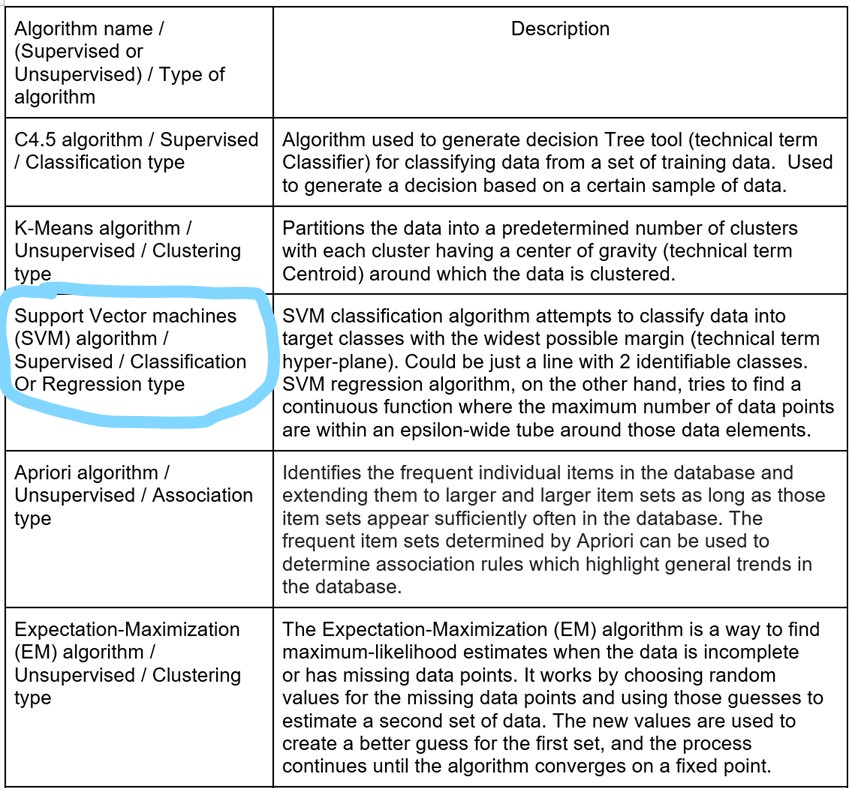 Algorithm name /
(Supervised or
Unsupervised) / Type of
algorithm
Description
C4.5 algorithm / Supervised
/ Classification type
Algorithm used to generate decision Tree tool (technical term
Classifier) for classifying data from a set of training data.  Used
to generate a decision based on a certain sample of data.
K-Means algorithm /
Unsupervised / Clustering
type
Partitions the data into a predetermined number of clusters
with each cluster having a center of gravity (technical term
Centroid) around which the data is clustered.
Support Vector machines
(SVM) algorithm /
Supervised / Classification
Or Regression type
SVM classification algorithm attempts to classify data into
target classes with the widest possible margin (technical term
hyper-plane). Could be just a line with 2 identifiable classes.
SVM regression algorithm, on the other hand, tries to find a
continuous function where the maximum number of data points
are within an epsilon-wide tube around those data elements.
Apriori algorithm /
Unsupervised / Association
type
Identifies the frequent individual items in the database and
extending them to larger and larger item sets as long as those
item sets appear sufficiently often in the database. The
frequent item sets determined by Apriori can be used to
determine association rules which highlight general trends in
the database.
Expectation-Maximization
(EM) algorithm /
Unsupervised / Clustering
type
The Expectation-Maximization (EM) algorithm is a way to find
maximum-likelihood estimates when the data is incomplete
or has missing data points. It works by choosing random
values for the missing data points and using those guesses to
estimate a second set of data. The new values are used to
create a better guess for the first set, and the process
continues until the algorithm converges on a fixed point.